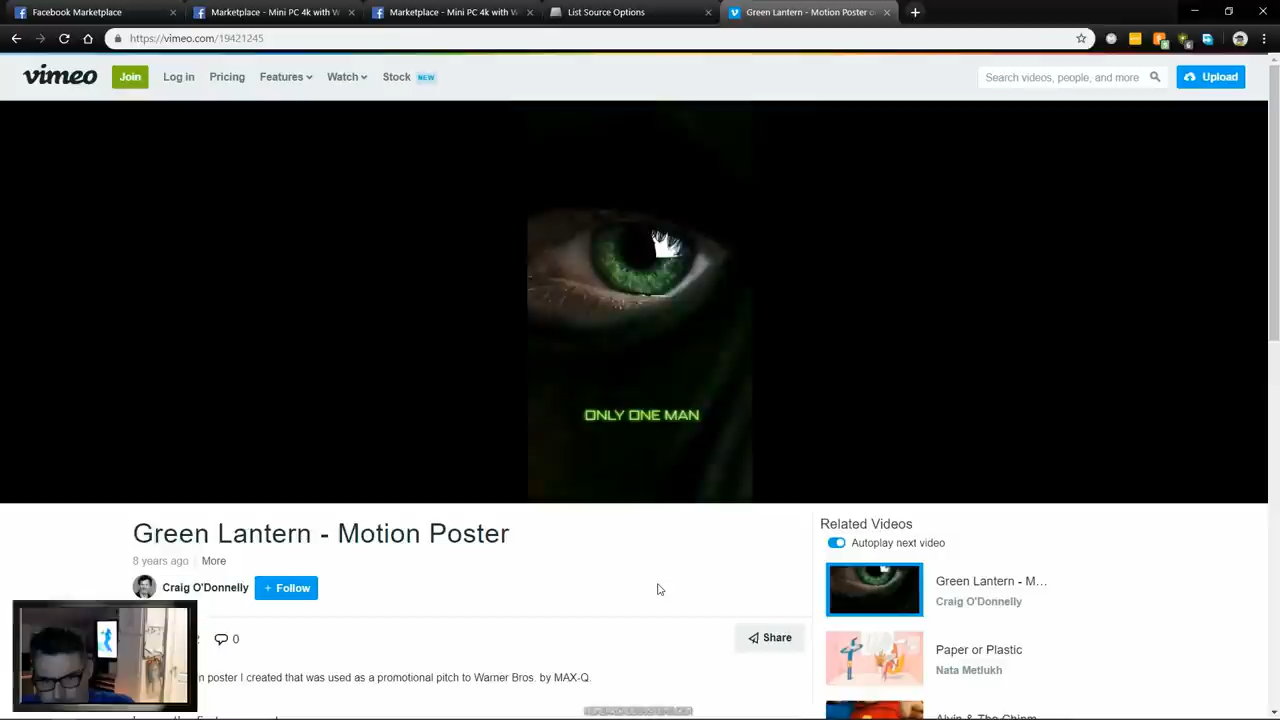 Facebook Marketplace
Marketplace - Mini PC 4k with W
Marketplace - Mini PC 4k with W
List Source Options
Green Lantern - Motion Poster o
https://vimeo.com/19421245
vimeo
Join
Log in
Pricing
Features
Watch
Stock
NEW
Search videos, people, and more
Upload
ONLY ONE MAN
Green Lantern - Motion Poster
8 years ago
More
Craig O'Donnelly
+ Follow
0
Share
n poster I created that was used as a promotional pitch to Warner Bros. by MAX-Q.
Related Videos
Autoplay next video
Green Lantern - M...
Craig O'Donnelly
Paper or Plastic
Nata Metlukh